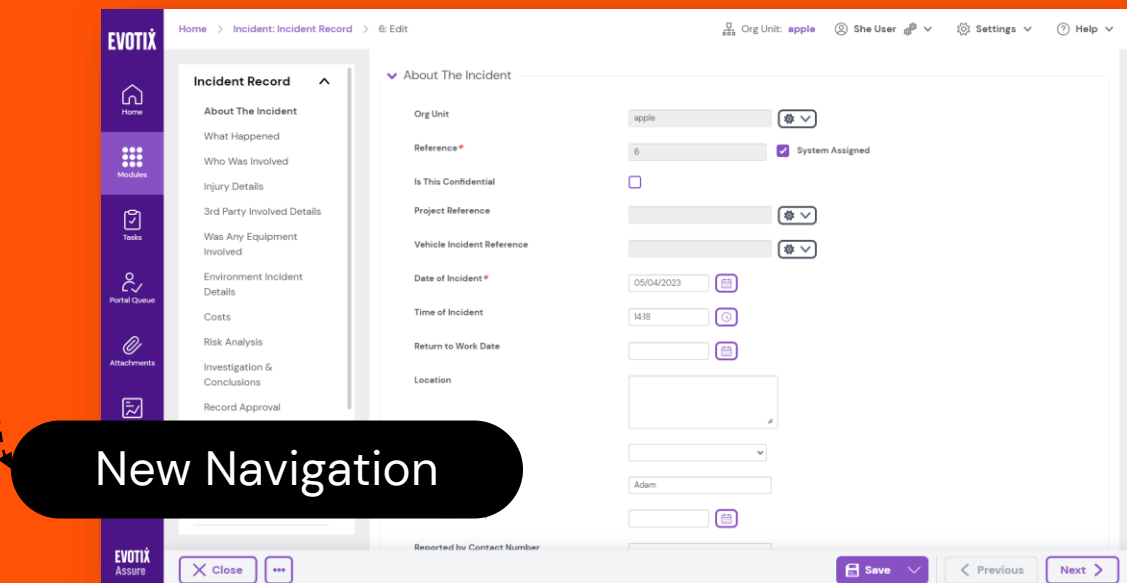 EVOTIX
Home > Incident: Incident Record > 6: Edit
Org Unit: apple
She User
Settings
Help
Home
Modules
Tasks
Portal Queue
Attachments
Incident Record
About The Incident
What Happened
Who Was Involved
Injury Details
3rd Party Involved Details
Was Any Equipment
Involved
Environment Incident
Details
Costs
Risk Analysis
Investigation &
Conclusions
Record Approval
About The Incident
Org Unit
apple
Reference*
6
System Assigned
Is This Confidential
Project Reference
Vehicle Incident Reference
Date of Incident*
05/04/2023
Time of Incident
14:18
Return to Work Date
Location
Adam
Reported by Contact Number
New Navigation
EVOTIX
Assure
Close
...
Save
< Previous
Next >